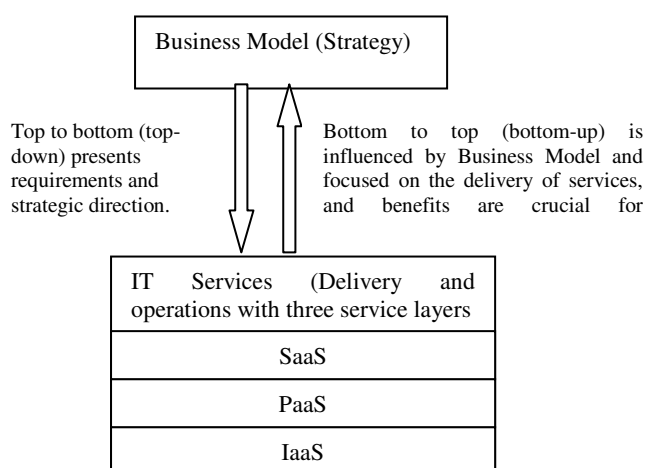 Business Model (Strategy)
Top to bottom (top-
down) presents
requirements and
strategic direction.
Bottom to top (bottom-up) is
influenced by Business Model and
focused on the delivery of services,
and benefits are crucial for
IT Services (Delivery and
operations with three service layers
SaaS
PaaS
IaaS